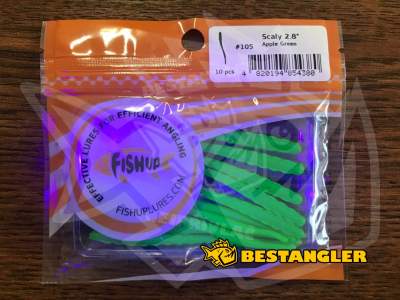 Scaly 2.8"
#105
Apple Green
10 pcs
4 820194 854380
EFFECTIVE LURES FOR EFFICIENT ANGLING
FISHUP
FISHUPLURES.COM
BESTANGLER